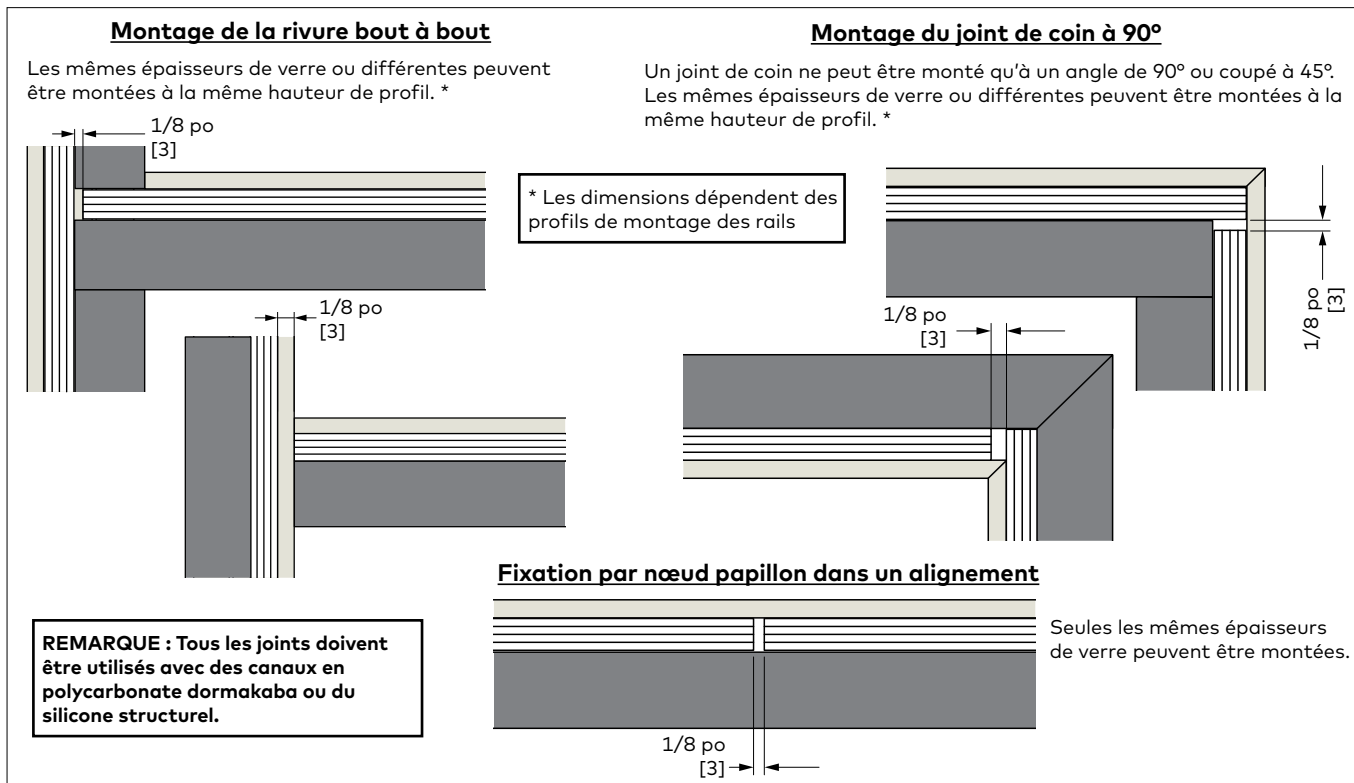 Montage de la rivure bout à bout
Les mêmes épaisseurs de verre ou différentes peuvent
être montées à la même hauteur de profil. *
1/8 po
[3]
1/8 po
[3]
Montage du joint de coin à 90°
Un joint de coin ne peut être monté qu'à un angle de 90° ou coupé à 45°.
Les mêmes épaisseurs de verre ou différentes peuvent être montées à la
même hauteur de profil. *
* Les dimensions dépendent des
profils de montage des rails
1/8 po
[3]
1/8 po
[3]
Fixation par nœud papillon dans un alignement
Seules les mêmes épaisseurs
de verre peuvent être montées.
1/8 po
[3]
REMARQUE : Tous les joints doivent
être utilisés avec des canaux en
polycarbonate dormakaba ou du
silicone structurel.